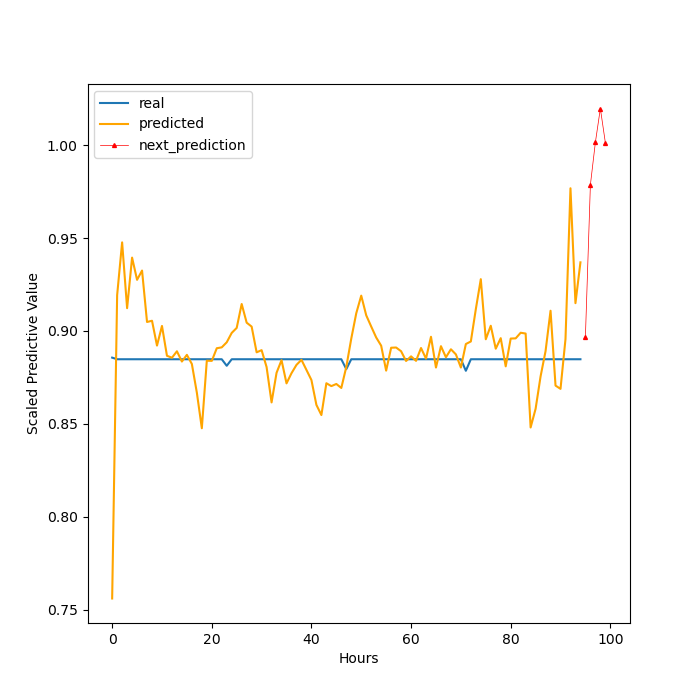 real
predicted
next_prediction
1.00
0.95
0.90
0.85
0.80
0.75
Scaled Predictive Value
0 20 40 60 80 100
Hours